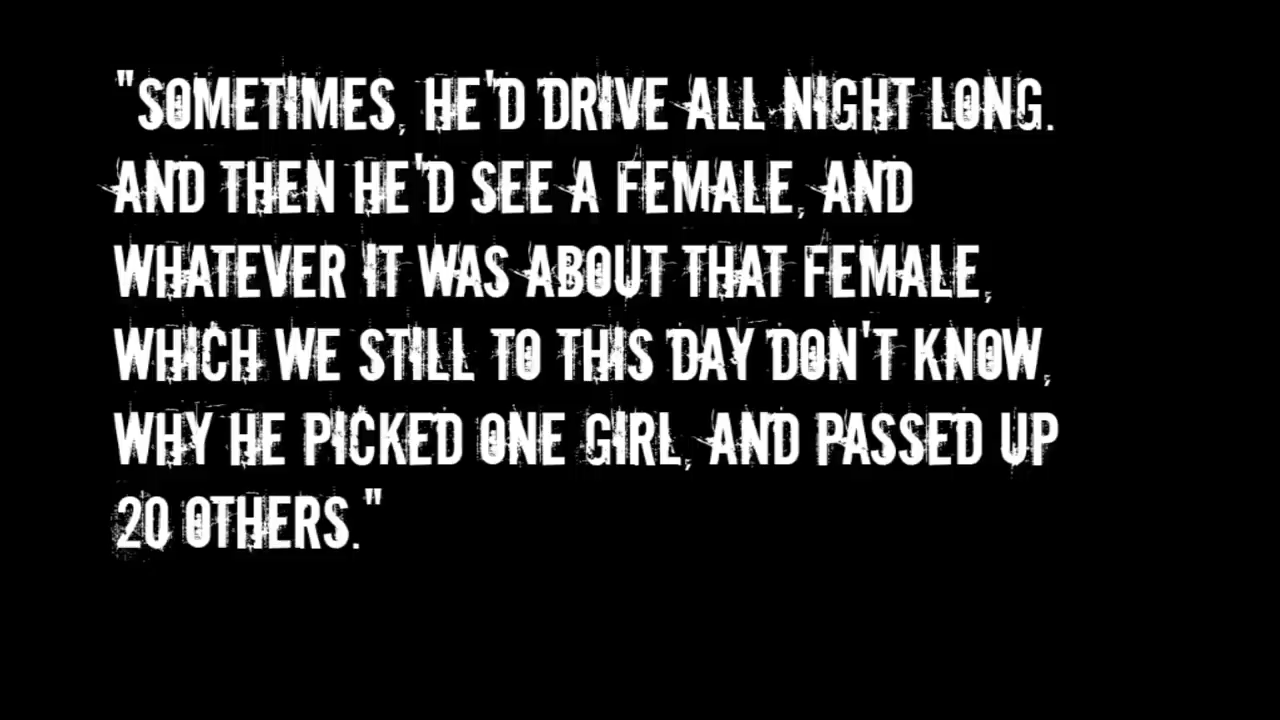 "SOMETIMES, HE'D DRIVE ALL NIGHT LONG.
AND THEN HE'D SEE A FEMALE, AND
WHATEVER IT WAS ABOUT THAT FEMALE,
WHICH WE STILL TO THIS DAY DON'T KNOW,
WHY HE PICKED ONE GIRL, AND PASSED UP
20 OTHERS."